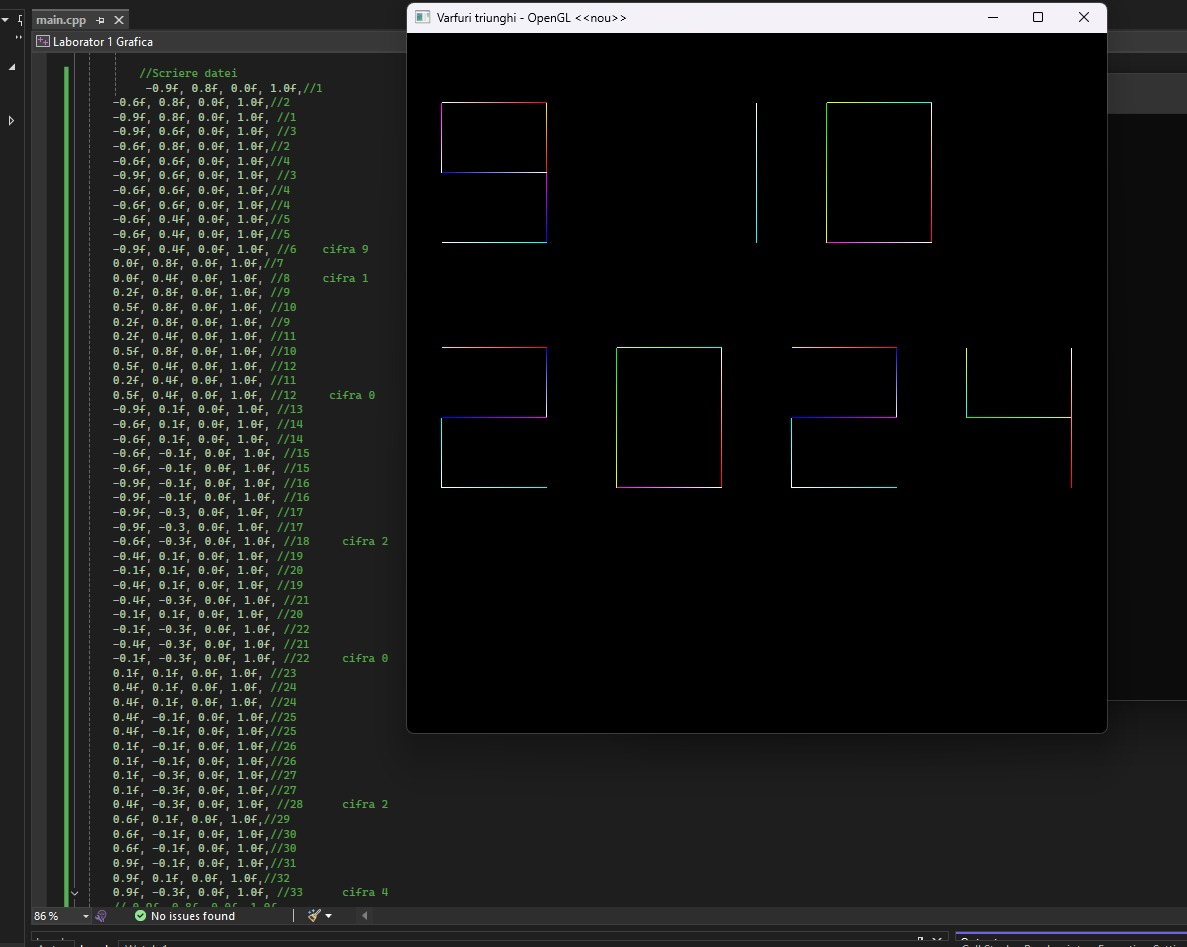 main.cpp
Varfuri triunghi - OpenGL <<nou>>
Laborator 1 Grafica
//Scriere datei
-0.9f, 0.8f, 0.0f, 1.0f,//1
-0.6f, 0.8f, 0.0f, 1.0f,//2
-0.9f, 0.8f, 0.0f, 1.0f, //1
-0.9f, 0.6f, 0.0f, 1.0f, //3
-0.6f, 0.8f, 0.0f, 1.0f,//2
-0.6f, 0.6f, 0.0f, 1.0f,//4
-0.9f, 0.6f, 0.0f, 1.0f, //3
-0.6f, 0.6f, 0.0f, 1.0f,//4
-0.6f, 0.6f, 0.0f, 1.0f,//4
-0.6f, 0.4f, 0.0f, 1.0f,//5
-0.6f, 0.4f, 0.0f, 1.0f,//5
-0.9f, 0.4f, 0.0f, 1.0f, //6 cifra 9
0.0f, 0.8f, 0.0f, 1.0f,//7
0.0f, 0.4f, 0.0f, 1.0f, //8 cifra 1
0.2f, 0.8f, 0.0f, 1.0f, //9
0.5f, 0.8f, 0.0f, 1.0f, //10
0.2f, 0.8f, 0.0f, 1.0f, //9
0.2f, 0.4f, 0.0f, 1.0f, //11
0.5f, 0.8f, 0.0f, 1.0f, //10
0.5f, 0.4f, 0.0f, 1.0f, //12
0.2f, 0.4f, 0.0f, 1.0f, //11
0.5f, 0.4f, 0.0f, 1.0f, //12 cifra 0
-0.9f, 0.1f, 0.0f, 1.0f, //13
-0.6f, 0.1f, 0.0f, 1.0f, //14
-0.6f, 0.1f, 0.0f, 1.0f, //14
-0.6f, -0.1f, 0.0f, 1.0f, //15
-0.6f, -0.1f, 0.0f, 1.0f, //15
-0.9f, -0.1f, 0.0f, 1.0f, //16
-0.9f, -0.1f, 0.0f, 1.0f, //16
-0.9f, -0.3, 0.0f, 1.0f, //17
-0.9f, -0.3, 0.0f, 1.0f, //17
-0.6f, -0.3f, 0.0f, 1.0f, //18 cifra 2
-0.4f, 0.1f, 0.0f, 1.0f, //19
-0.1f, 0.1f, 0.0f, 1.0f, //20
-0.4f, 0.1f, 0.0f, 1.0f, //19
-0.4f, -0.3f, 0.0f, 1.0f, //21
-0.1f, 0.1f, 0.0f, 1.0f, //20
-0.1f, -0.3f, 0.0f, 1.0f, //22
-0.4f, -0.3f, 0.0f, 1.0f, //21
-0.1f, -0.3f, 0.0f, 1.0f, //22 cifra 0
0.1f, 0.1f, 0.0f, 1.0f, //23
0.4f, 0.1f, 0.0f, 1.0f, //24
0.4f, 0.1f, 0.0f, 1.0f, //24
0.4f, -0.1f, 0.0f, 1.0f,//25
0.4f, -0.1f, 0.0f, 1.0f,//25
0.1f, -0.1f, 0.0f, 1.0f,//26
0.1f, -0.1f, 0.0f, 1.0f,//26
0.1f, -0.3f, 0.0f, 1.0f,//27
0.1f, -0.3f, 0.0f, 1.0f,//27
0.4f, -0.3f, 0.0f, 1.0f, //28 cifra 2
0.6f, 0.1f, 0.0f, 1.0f,//29
0.6f, -0.1f, 0.0f, 1.0f,//30
0.6f, -0.1f, 0.0f, 1.0f,//30
0.9f, -0.1f, 0.0f, 1.0f,//31
0.9f, 0.1f, 0.0f, 1.0f,//32
0.9f, -0.3f, 0.0f, 1.0f, //33 cifra 4
9 10
2024
86 %
No issues found